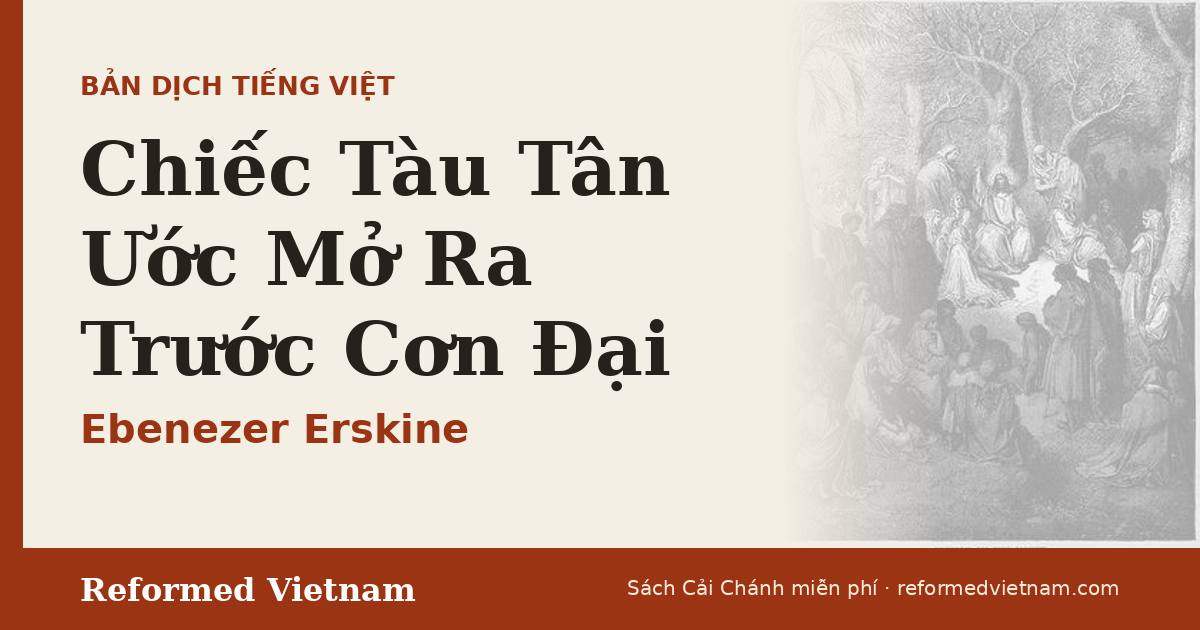 BẢN DỊCH TIẾNG VIỆT
Chiếc Tàu Tân
Ước Mở Ra
Trước Cơn Đại
Ebenezer Erskine
Reformed Vietnam
Sách Cải Chánh miễn phí · reformedvietnam.com